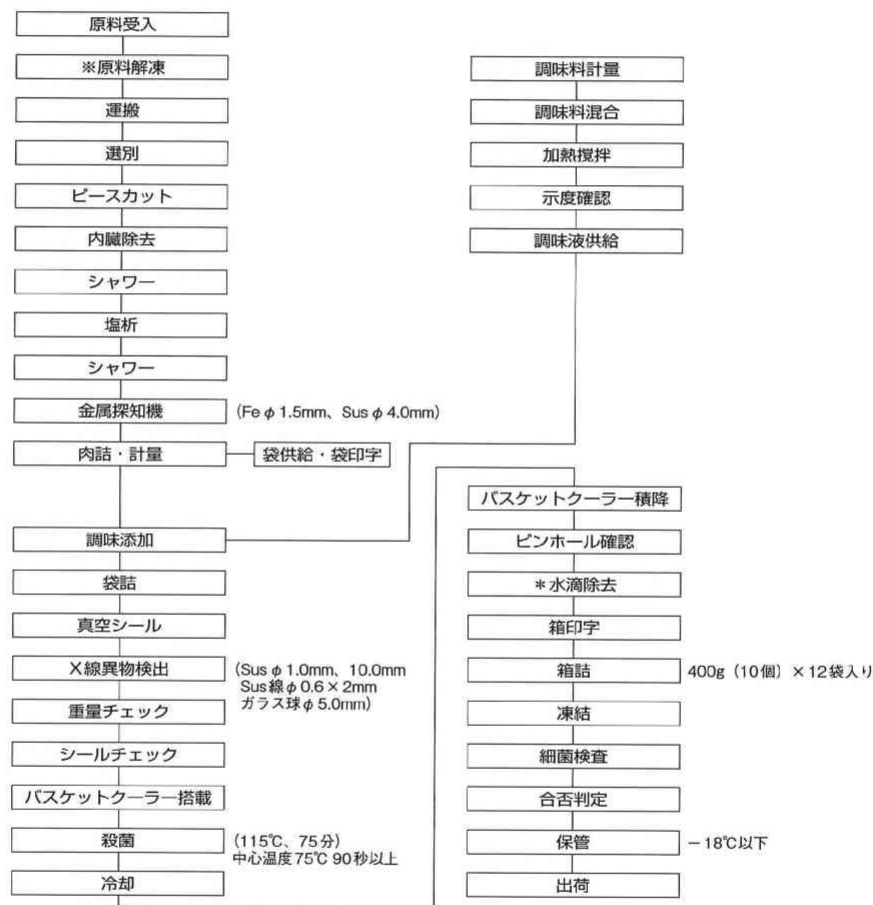 原料受入
※原料解凍
運搬
選別
ピースカット
内臓除去
シャワー
塩析
シャワー
金属探知機 (Fe φ 1.5mm、Sus φ 4.0mm)
肉詰・計量 袋供給・袋印字
調味料計量
調味料混合
加熱撹拌
示度確認
調味液供給
調味添加
袋詰
真空シール
X線異物検出 (Sus φ 1.0mm、10.0mm
Sus 線 φ 0.6 × 2mm
ガラス球 φ 5.0mm)
重量チェック
シールチェック
バスケットクーラー搭載
殺菌 (115℃、75分)
中心温度75℃ 90秒以上
冷却
バスケットクーラー積降
ピンホール確認
＊水滴除去
箱印字
箱詰 400g（10個）× 12袋入り
凍結
細菌検査
合否判定
保管 －18℃以下
出荷